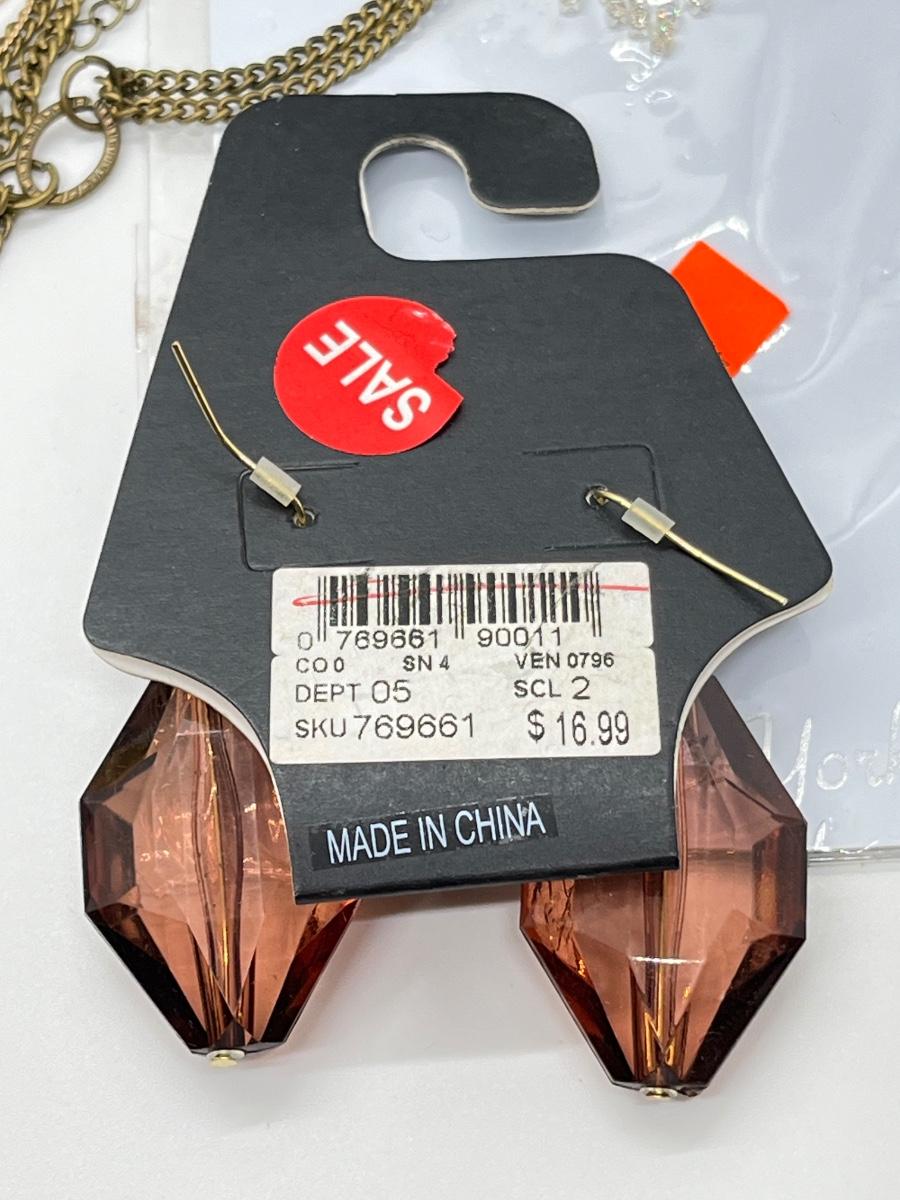 SALE
0 769661 90011
CO 0 SN 4 VEN 0796
DEPT 05 SCL 2
SKU 769661 $ 16.99
MADE IN CHINA